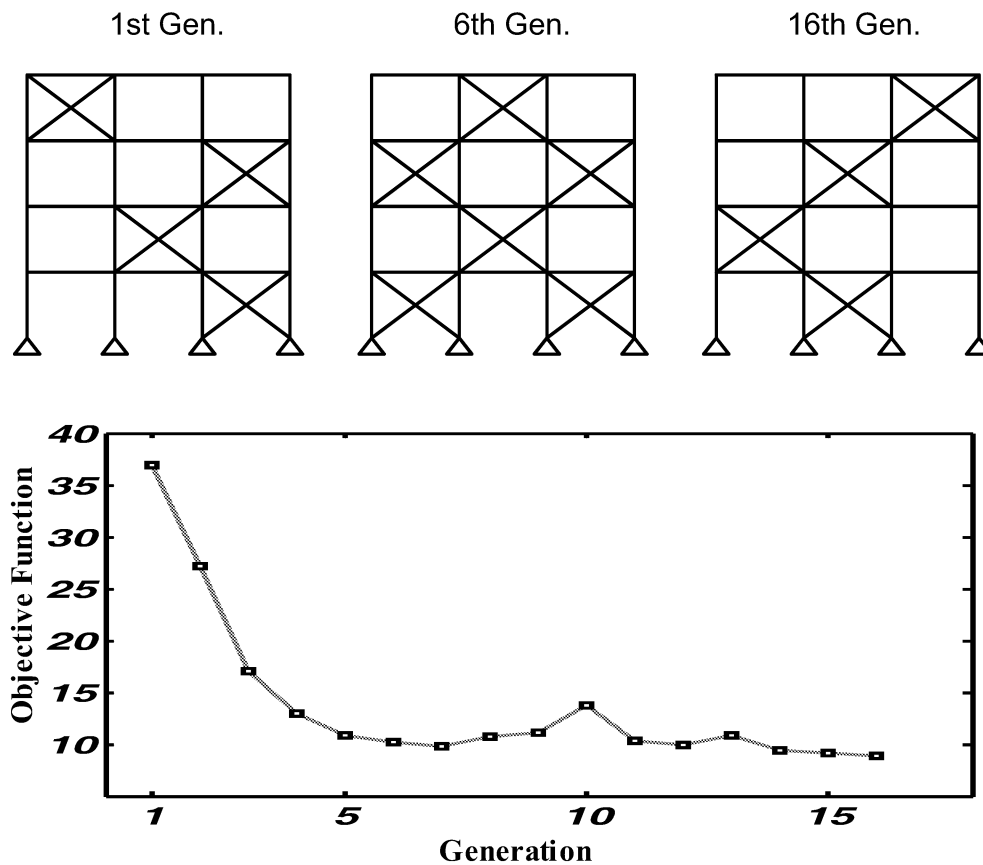 1st Gen.
6th Gen.
16th Gen.
40
35
30
25
20
15
10
Objective Function
1
5
10
15
Generation